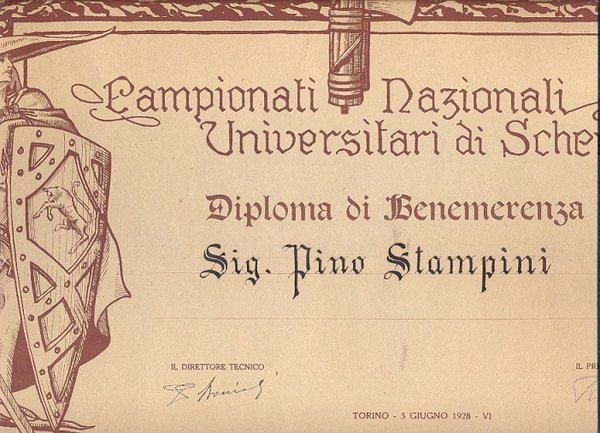 Campionati Nazionali
Universitari di Sche
Diploma di Benemerenza
Sig. Pino Stampini
IL DIRETTORE TECNICO
IL PR
TORINO - 3 GIUGNO 1928 - VI